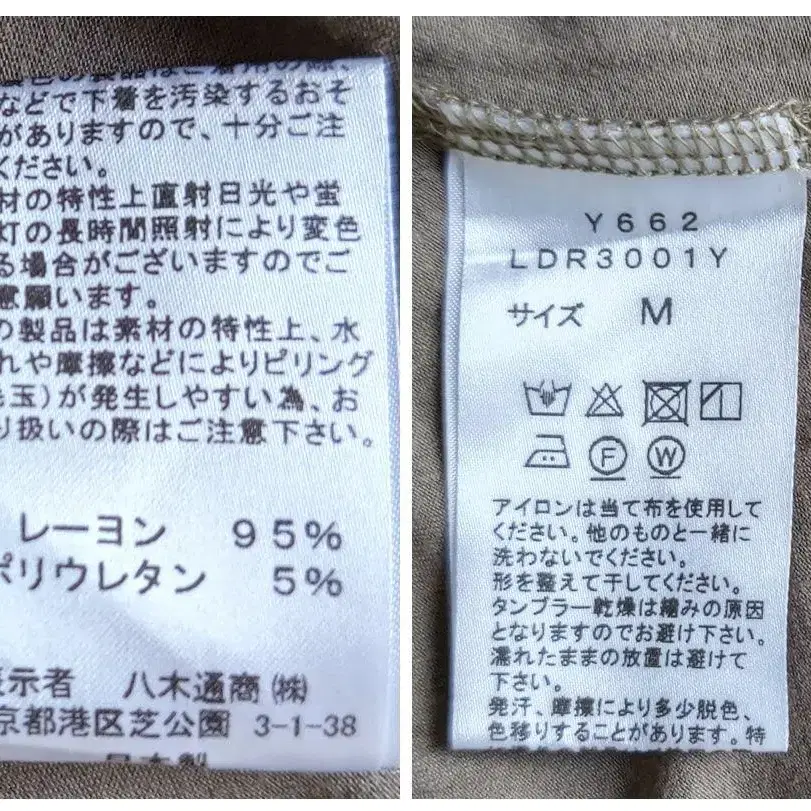 などで下着を汚染するおそ
がありますので、十分ご注
ください。
材の特性上直射日光や蛍
灯の長時間照射により変色
る場合がございますのでご
意願います。
の製品は素材の特性上、水
れや摩擦などによりピリング
毛玉)が発生しやすい為、お
り扱いの際はご注意下さい。
レーヨン 95%
ポリウレタン 5%
表示者 八木通商(株)
京都港区芝公園 3-1-38
日本製
Y662
LDR3001Y
サイズ M
F W
アイロンは当て布を使用して
ください。他のものと一緒に
洗わないでください。
形を整えて干してください。
タンブラー乾燥は縮みの原因
となりますのでお避け下さい。
濡れたままの放置は避けて
下さい。
発汗、摩擦により多少脱色、
色移りすることがあります。特